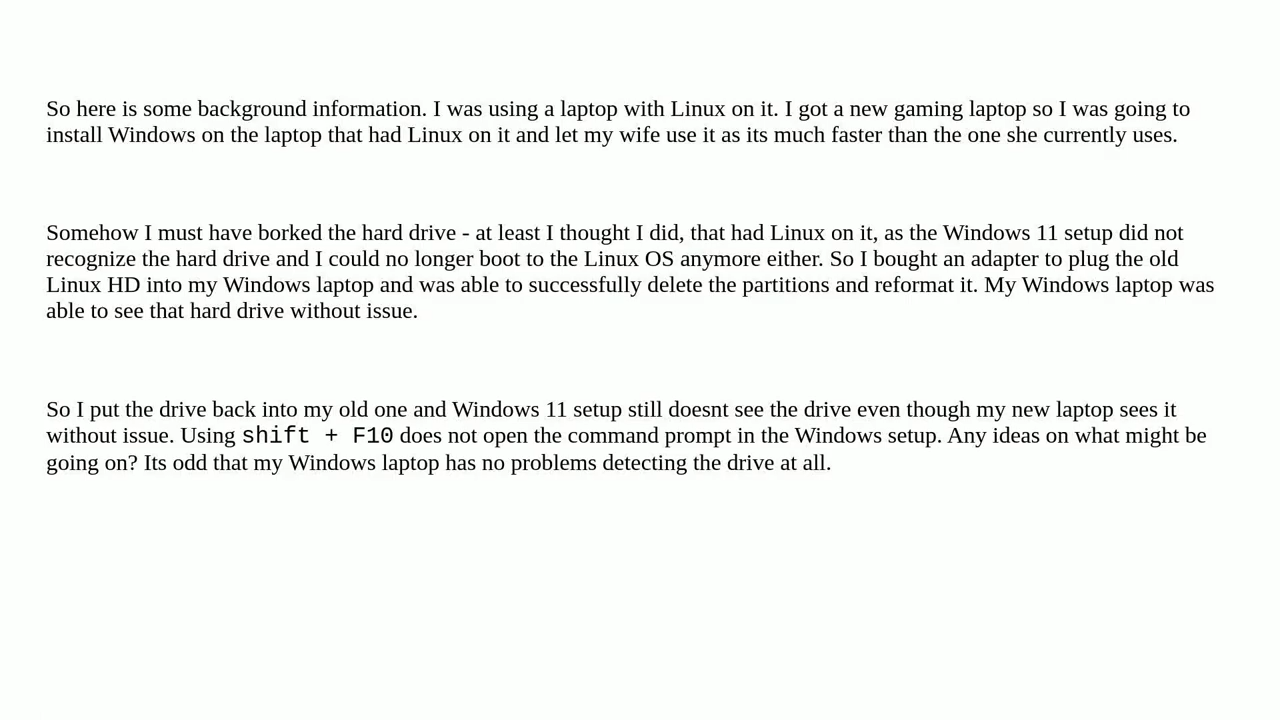 So here is some background information. I was using a laptop with Linux on it. I got a new gaming laptop so I was going to
install Windows on the laptop that had Linux on it and let my wife use it as its much faster than the one she currently uses.
Somehow I must have borked the hard drive - at least I thought I did, that had Linux on it, as the Windows 11 setup did not
recognize the hard drive and I could no longer boot to the Linux OS anymore either. So I bought an adapter to plug the old
Linux HD into my Windows laptop and was able to successfully delete the partitions and reformat it. My Windows laptop was
able to see that hard drive without issue.
So I put the drive back into my old one and Windows 11 setup still doesnt see the drive even though my new laptop sees it
without issue. Using shift + F10 does not open the command prompt in the Windows setup. Any ideas on what might be
going on? Its odd that my Windows laptop has no problems detecting the drive at all.